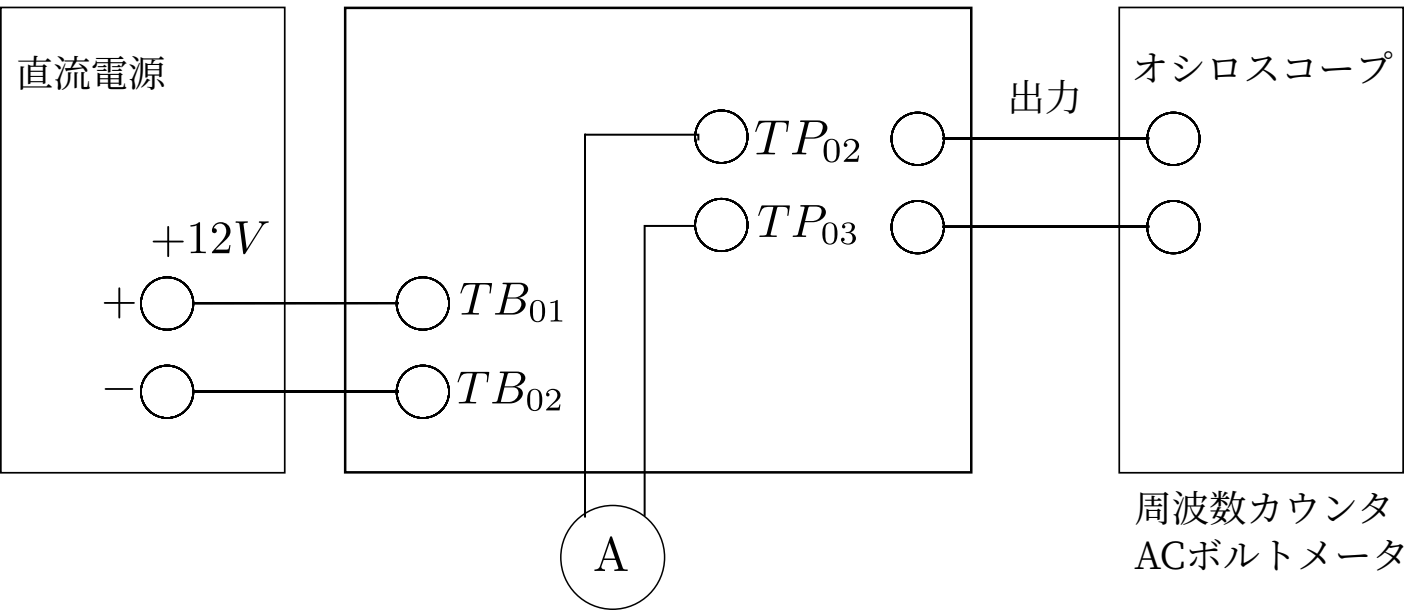 直流電源
+12V
+
−
TB01
TB02
TP02
TP03
A
出力
オシロスコープ
周波数カウンタ
ACボルトメータ